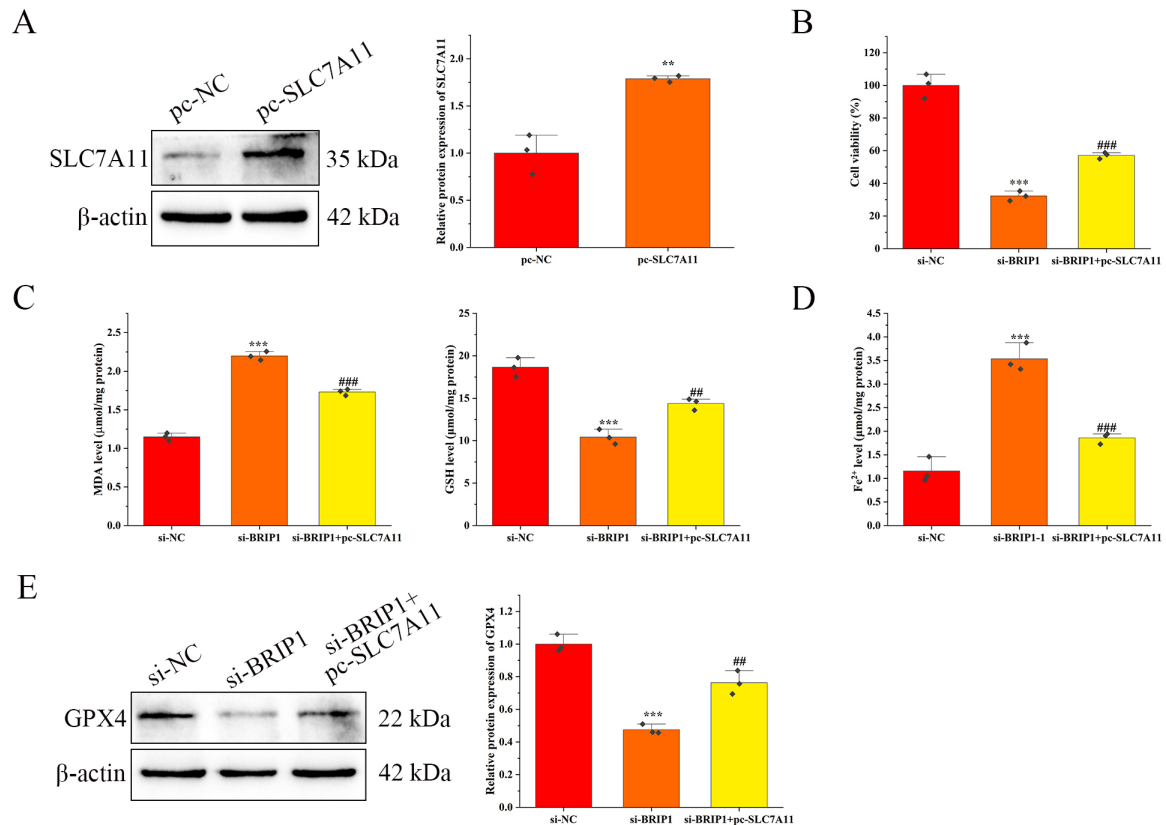 A
pc-NC
pc-SLC7A11
SLC7A11
35 kDa
β-actin
42 kDa
Relative protein expression of SLC7A11
2.0
1.5
1.0
0.5
0.0
**
pc-NC
pc-SLC7A11
B
Cell viability (%)
120
100
80
60
40
20
0
***
###
si-NC
si-BRIP1
si-BRIP1+pc-SLC7A11
C
MDA level (μmol/mg protein)
2.5
2.0
1.5
1.0
0.5
0.0
***
###
si-NC
si-BRIP1
si-BRIP1+pc-SLC7A11
GSH level (μmol/mg protein)
25
20
15
10
5
0
***
##
si-NC
si-BRIP1
si-BRIP1+pc-SLC7A11
D
Fe²⁺ level (μmol/mg protein)
4.5
4.0
3.5
3.0
2.5
2.0
1.5
1.0
0.5
0.0
***
###
si-NC
si-BRIP1-1
si-BRIP1+pc-SLC7A11
E
si-NC
si-BRIP1
si-BRIP1+
pc-SLC7A11
GPX4
22 kDa
β-actin
42 kDa
Relative protein expression of GPX4
1.2
1.0
0.8
0.6
0.4
0.2
0.0
***
##
si-NC
si-BRIP1
si-BRIP1+pc-SLC7A11